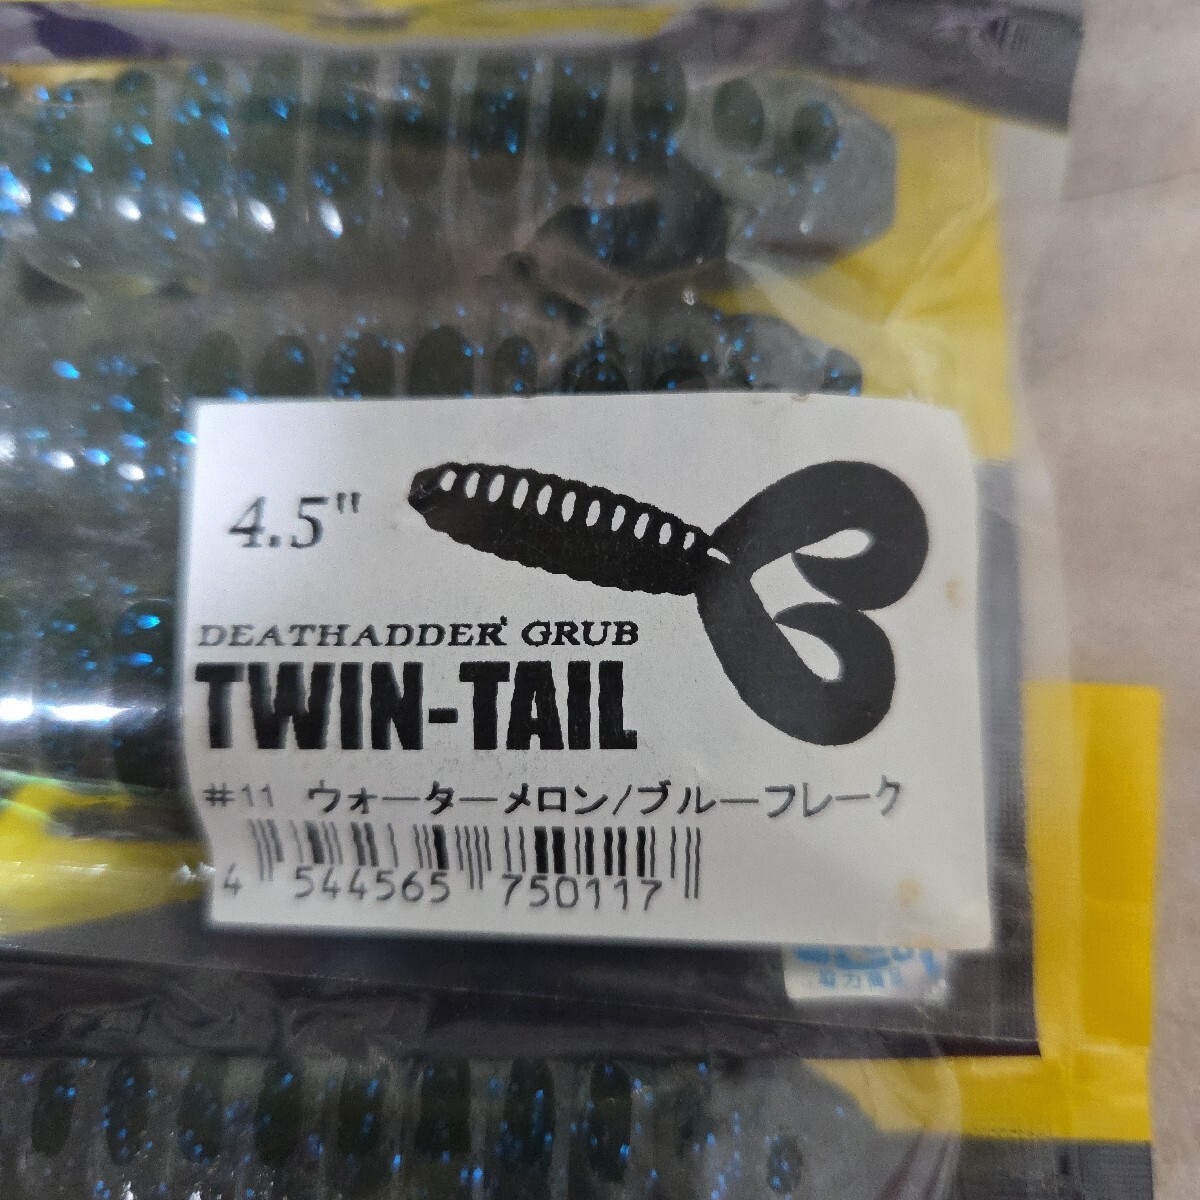 4.5"
DEATHADDER' GRUB
TWIN-TAIL
#11 ウォーターメロン/ブルーフレーク
4 544565 750117